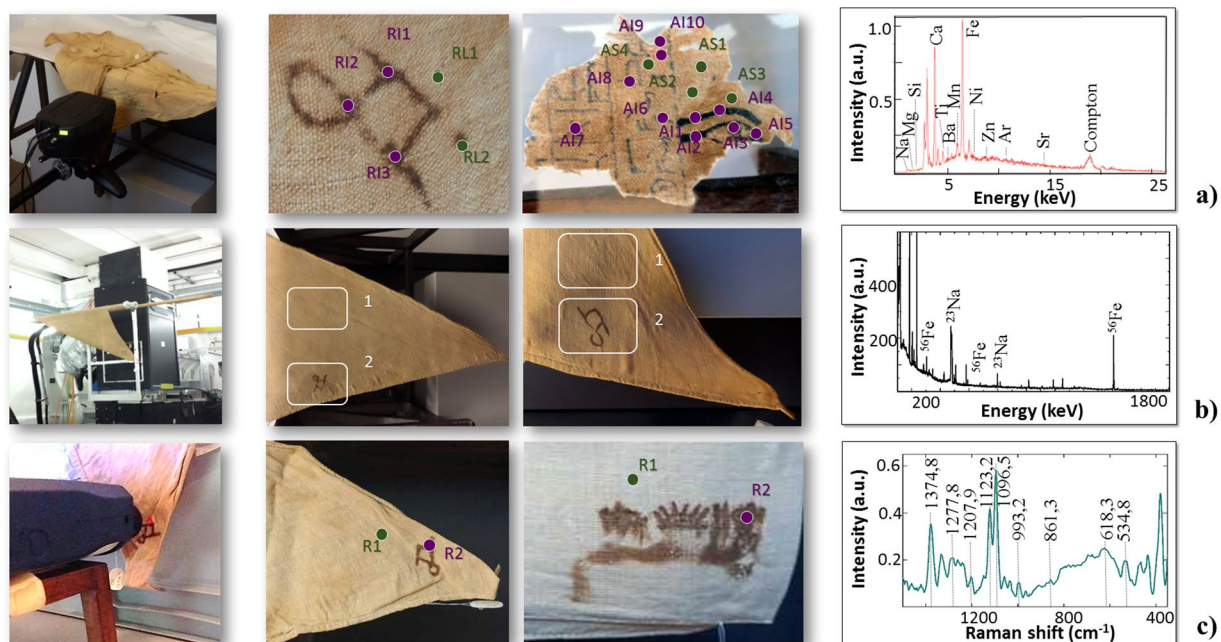 RI1
RL1
RI2
RL2
RI3
AI9
AI10
AS4
AS1
AI8
AS2
AS3
AI6
AI4
AI7
AI1
AI5
AI2
AI3
Intensity (a.u.)
0.5
Na
Mg
Si
Ca
Ti
Ba
Mn
Fe
Ni
Zn
Ar
Sr
Compton
5 15 25
Energy (keV)
a)
1
2
1
2
Intensity (a.u.)
400
200
56Fe
23Na
56Fe
23Na
56Fe
200 1800
Energy (keV)
b)
R1
R2
R1
R2
Intensity (a.u.)
0.6
0.4
0.2
1374,8
1277,8
1207,9
1123,2
1096,5
993,2
861,3
618,3
534,8
1200 800 400
Raman shift (cm-1)
c)